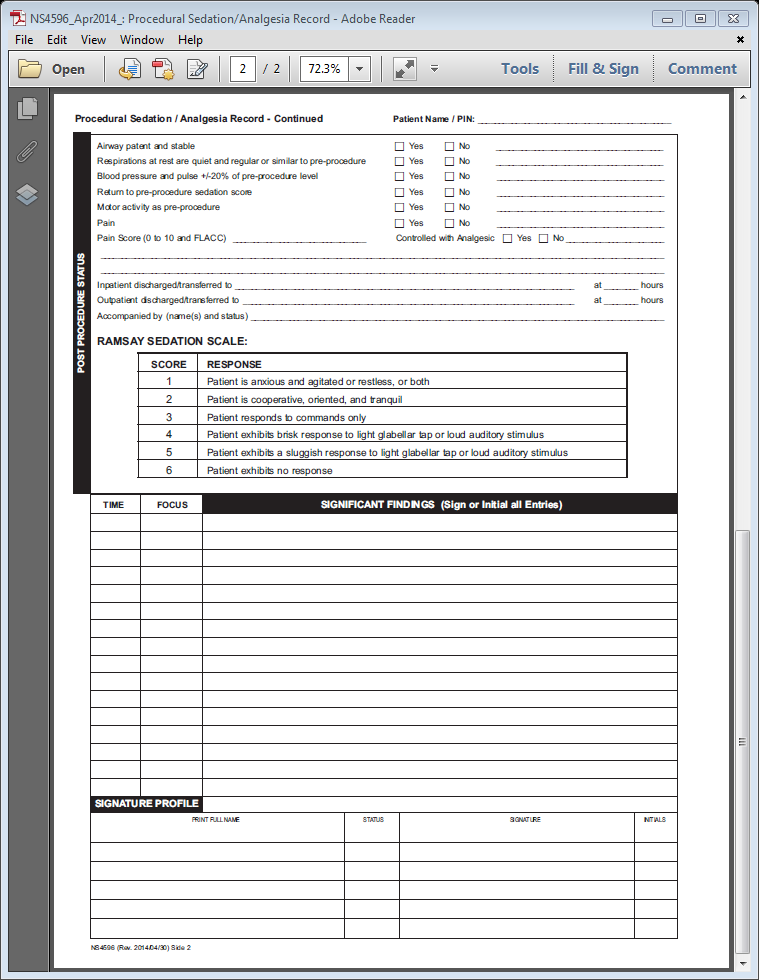 NS4596_Apr2014_: Procedural Sedation/Analgesia Record - Adobe Reader
File Edit View Window Help
Open 2 / 2 72.3% Tools Fill & Sign Comment
Procedural Sedation / Analgesia Record - Continued Patient Name / PIN:
POST PROCEDURE STATUS
Airway patent and stable Yes No
Respirations at rest are quiet and regular or similar to pre-procedure Yes No
Blood pressure and pulse +/-20% of pre-procedure level Yes No
Return to pre-procedure sedation score Yes No
Motor activity as pre-procedure Yes No
Pain Yes No
Pain Score (0 to 10 and FLACC) Controlled with Analgesic Yes No
Inpatient discharged/transferred to at hours
Outpatient discharged/transferred to at hours
Accompanied by (name(s) and status)
RAMSAY SEDATION SCALE:
SCORE RESPONSE
1 Patient is anxious and agitated or restless, or both
2 Patient is cooperative, oriented, and tranquil
3 Patient responds to commands only
4 Patient exhibits brisk response to light glabellar tap or loud auditory stimulus
5 Patient exhibits a sluggish response to light glabellar tap or loud auditory stimulus
6 Patient exhibits no response
TIME FOCUS SIGNIFICANT FINDINGS (Sign or Initial all Entries)
SIGNATURE PROFILE
PRINT FULL NAME STATUS SIGNATURE INITIALS
NS4596 (Rev. 2014/04/30) Side 2